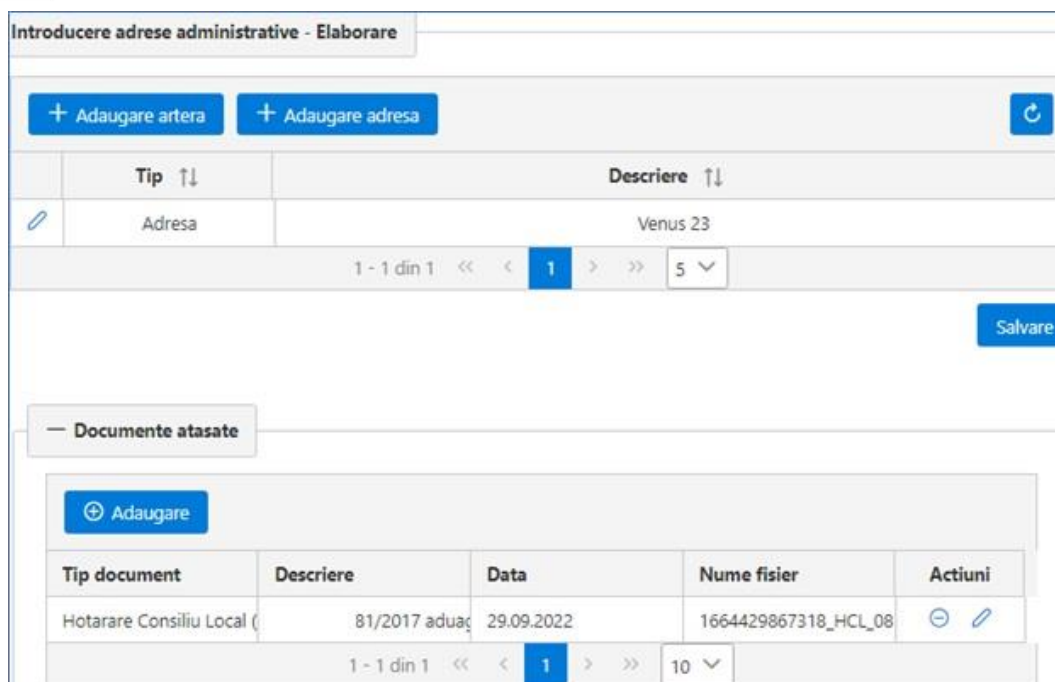 Introducere adrese administrative - Elaborare
+ Adaugare artera + Adaugare adresa
Tip Descriere
Adresa Venus 23
1 - 1 din 1 << < 1 > >> 5
Salvare
— Documente atasate
Adaugare
Tip document Descriere Data Nume fisier Actiuni
Hotarare Consiliu Local ( 81/2017 aduag 29.09.2022 1664429867318_HCL_08
1 - 1 din 1 << < 1 > >> 10